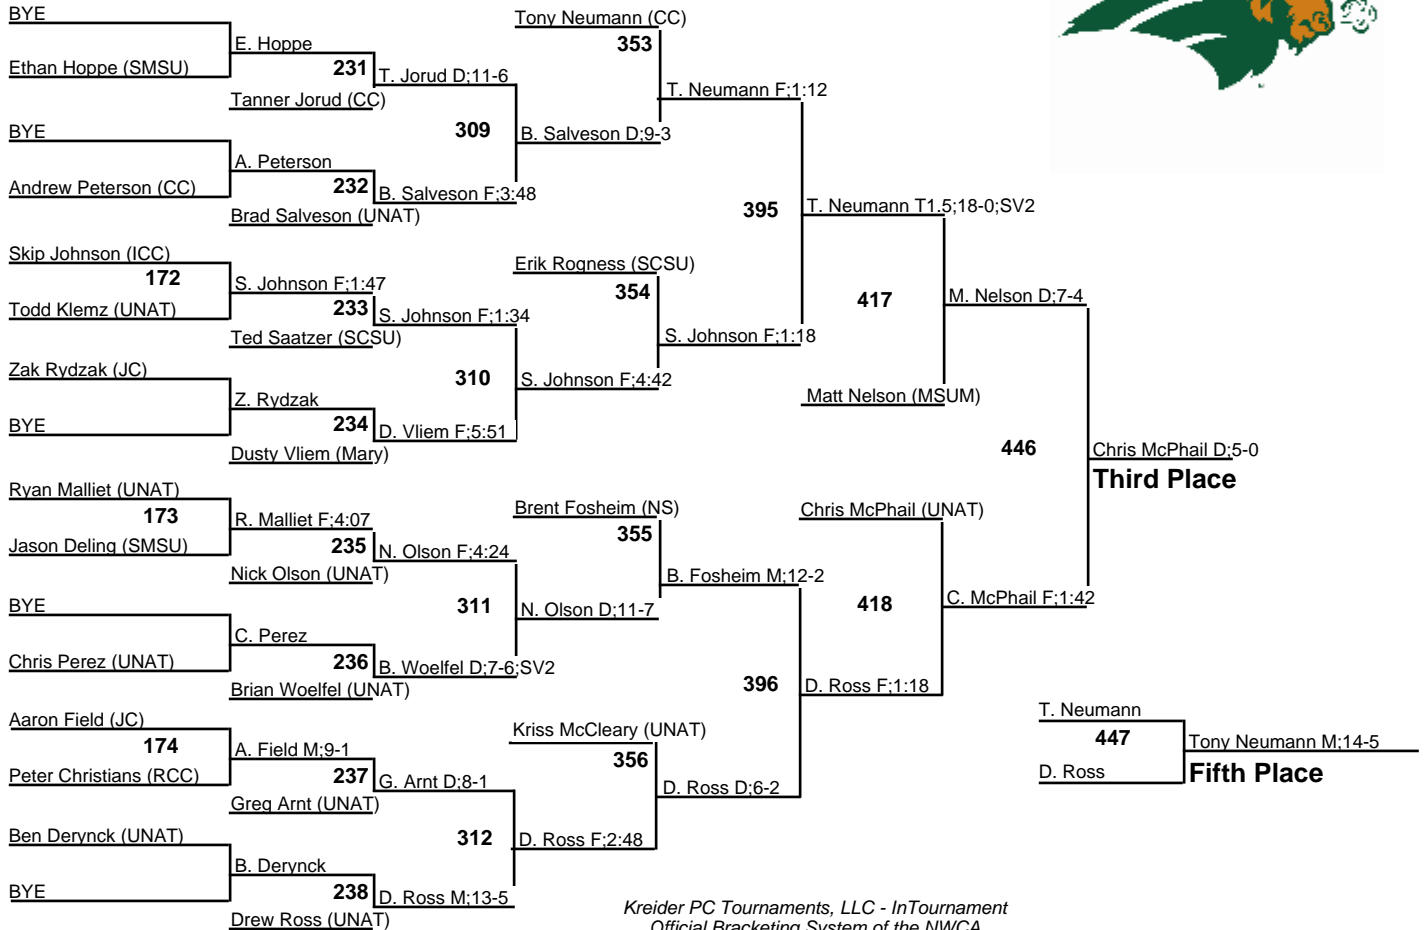 BYE
Tony Neumann (CC)
E. Hoppe
353
Ethan Hoppe (SMSU)
231
T. Jorud D;11-6
T. Neumann F;1:12
Tanner Jorud (CC)
BYE
309
B. Salveson D;9-3
A. Peterson
Andrew Peterson (CC)
232
B. Salveson F;3:48
Brad Salveson (UNAT)
395
T. Neumann T1.5;18-0;SV2
Skip Johnson (ICC)
172
Erik Rogness (SCSU)
S. Johnson F;1:47
354
417
M. Nelson D;7-4
Todd Klemz (UNAT)
233
S. Johnson F;1:34
Ted Saatzer (SCSU)
S. Johnson F;1:18
Zak Rydzak (JC)
310
S. Johnson F;4:42
Z. Rydzak
Matt Nelson (MSUM)
BYE
234
D. Vliem F;5:51
Dusty Vliem (Mary)
446
Chris McPhail D;5-0
Third Place
Ryan Malliet (UNAT)
173
R. Malliet F;4:07
Brent Fosheim (NS)
Chris McPhail (UNAT)
355
Jason Deling (SMSU)
235
N. Olson F;4:24
Nick Olson (UNAT)
B. Fosheim M;12-2
BYE
311
N. Olson D;11-7
418
C. McPhail F;1:42
C. Perez
Chris Perez (UNAT)
236
B. Woelfel D;7-6;SV2
Brian Woelfel (UNAT)
396
D. Ross F;1:18
Aaron Field (JC)
174
A. Field M;9-1
Kriss McCleary (UNAT)
T. Neumann
447
Tony Neumann M;14-5
356
Peter Christians (RCC)
237
G. Arnt D;8-1
D. Ross
Fifth Place
Greg Arnt (UNAT)
D. Ross D;6-2
Ben Derynck (UNAT)
312
D. Ross F;2:48
B. Derynck
BYE
238
D. Ross M;13-5
Drew Ross (UNAT)
Kreider PC Tournaments, LLC - InTournament
Official Bracketing System of the NWCA